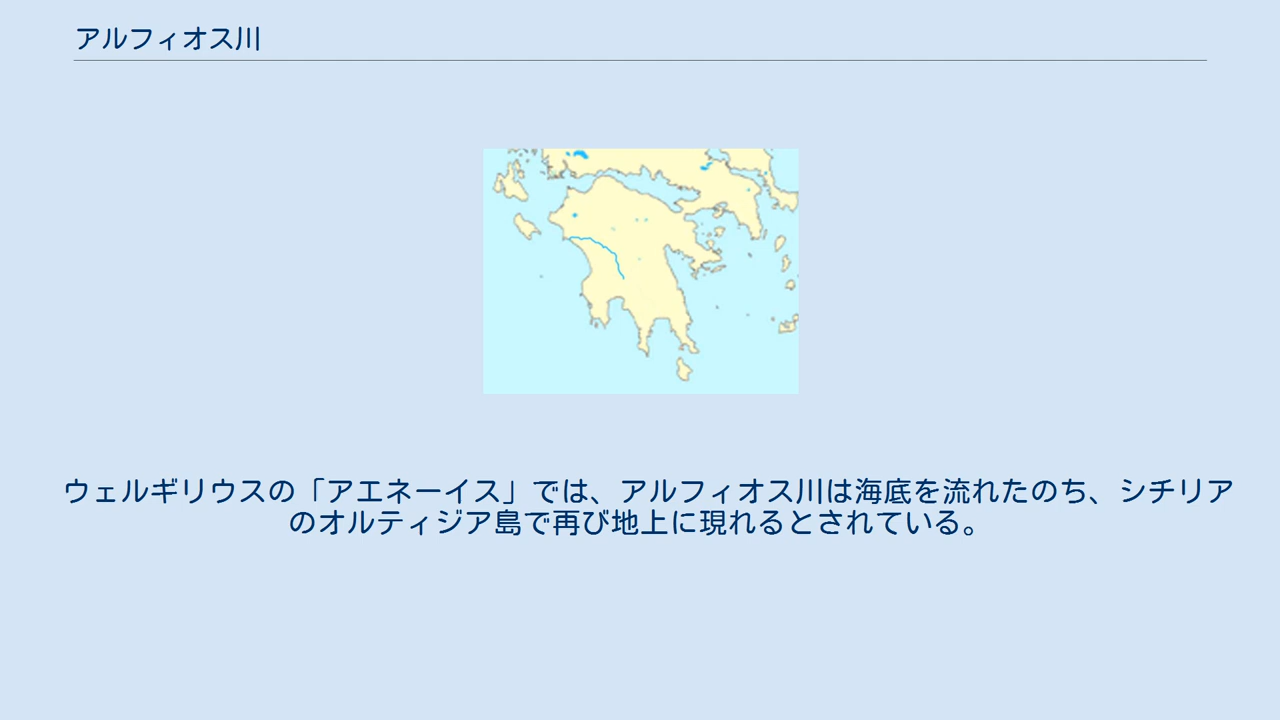 アルフィオス川
ウェルギリウスの「アエネーイス」では、アルフィオス川は海底を流れたのち、シチリア
のオルティジア島で再び地上に現れるとされている。